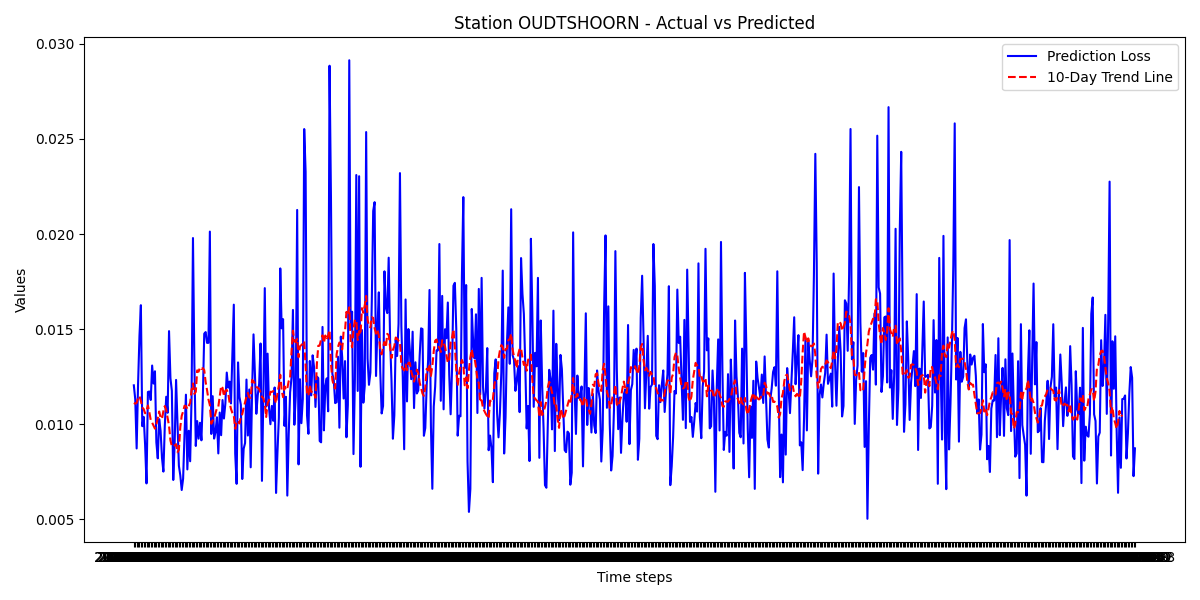 Station OUDTSHOORN - Actual vs Predicted
Prediction Loss
10-Day Trend Line
0.030
0.025
0.020
0.015
0.010
0.005
Values
Time steps